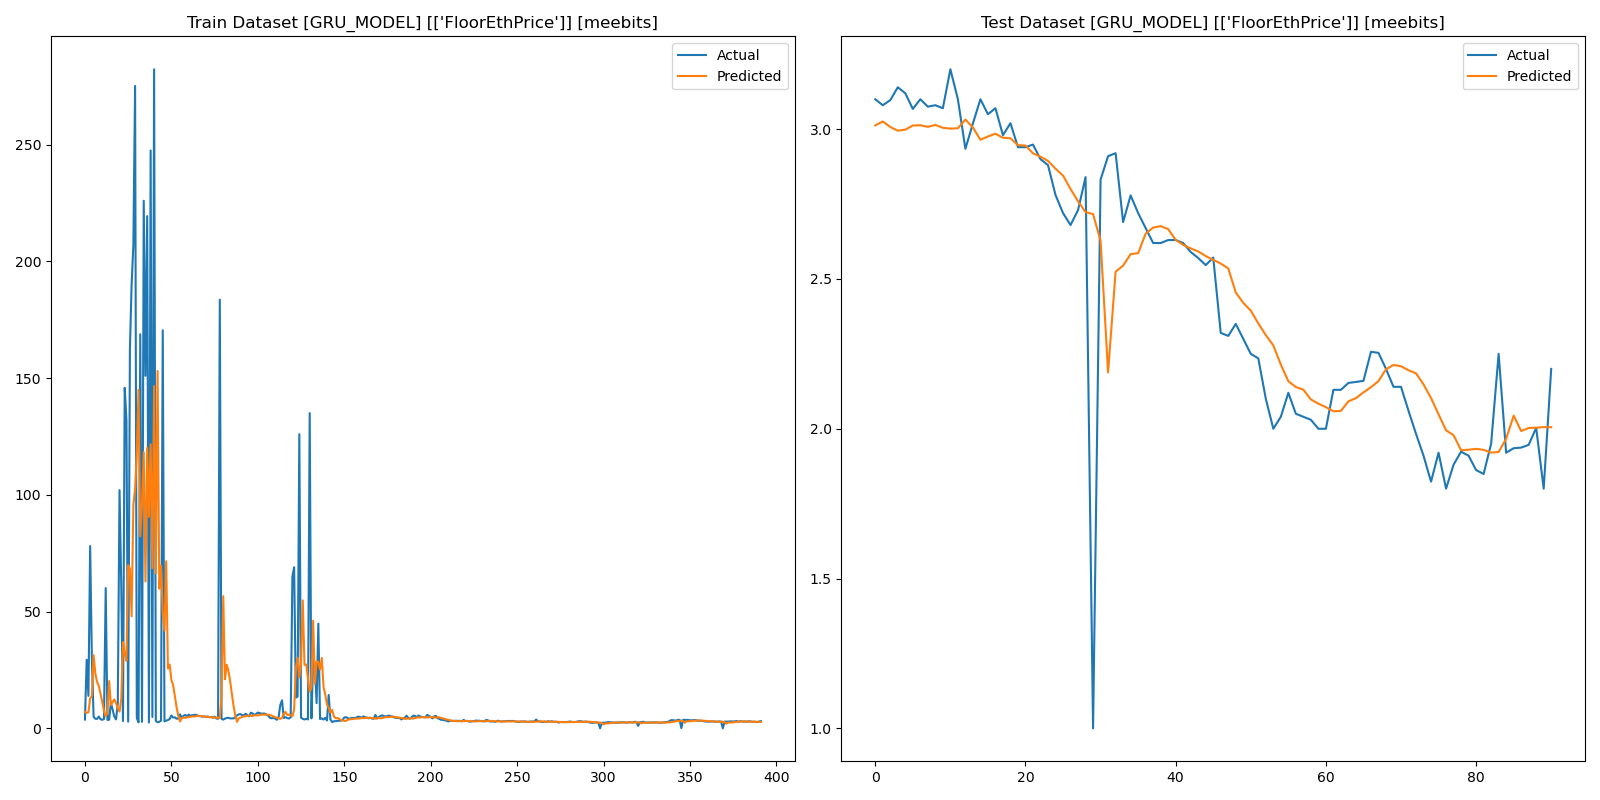 Train Dataset [GRU_MODEL] [['FloorEthPrice']] [meebits]
Actual
Predicted
250
200
150
100
50
0
0 50 100 150 200 250 300 350 400
Test Dataset [GRU_MODEL] [['FloorEthPrice']] [meebits]
Actual
Predicted
3.0
2.5
2.0
1.5
1.0
0 20 40 60 80